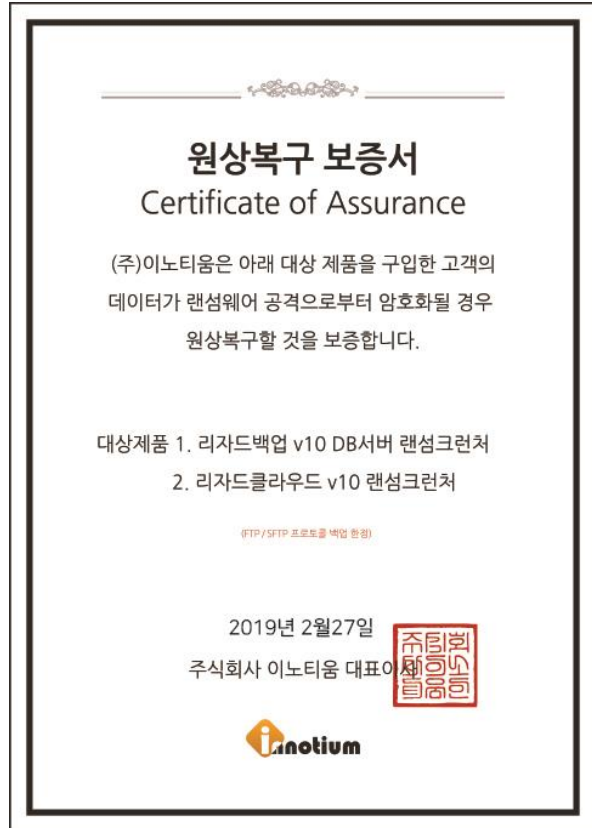 원상복구 보증서
Certificate of Assurance
(주)이노티움은 아래 대상 제품을 구입한 고객의
데이터가 랜섬웨어 공격으로부터 암호화될 경우
원상복구할 것을 보증합니다.
대상제품 1. 리자드백업 v10 DB서버 랜섬크런처
2. 리자드클라우드 v10 랜섬크런처
(FTP / SFTP 프로토콜 백업 한정)
2019년 2월27일
주식회사 이노티움 대표이사
innotium